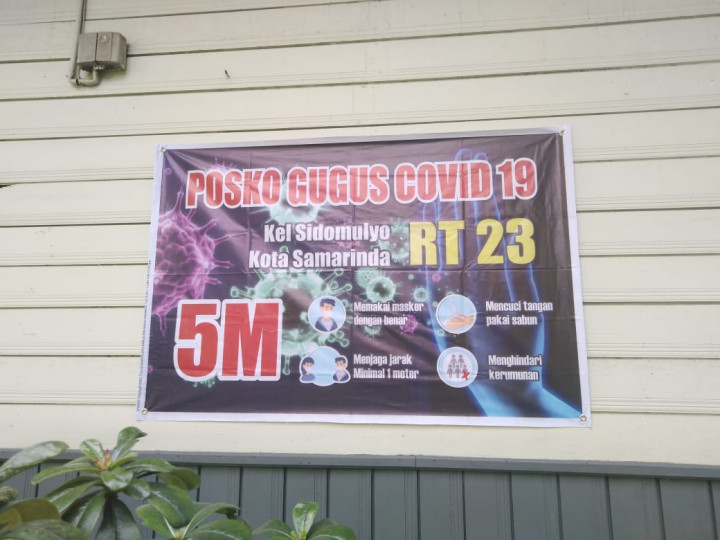 POSKO GUGUS COVID 19
Kel Sidomulyo
Kota Samarinda
RT 23
5M
Memakai masker
dengan benar
Mencuci tangan
pakai sabun
Menjaga jarak
Minimal 1 meter
Menghindari
kerumunan